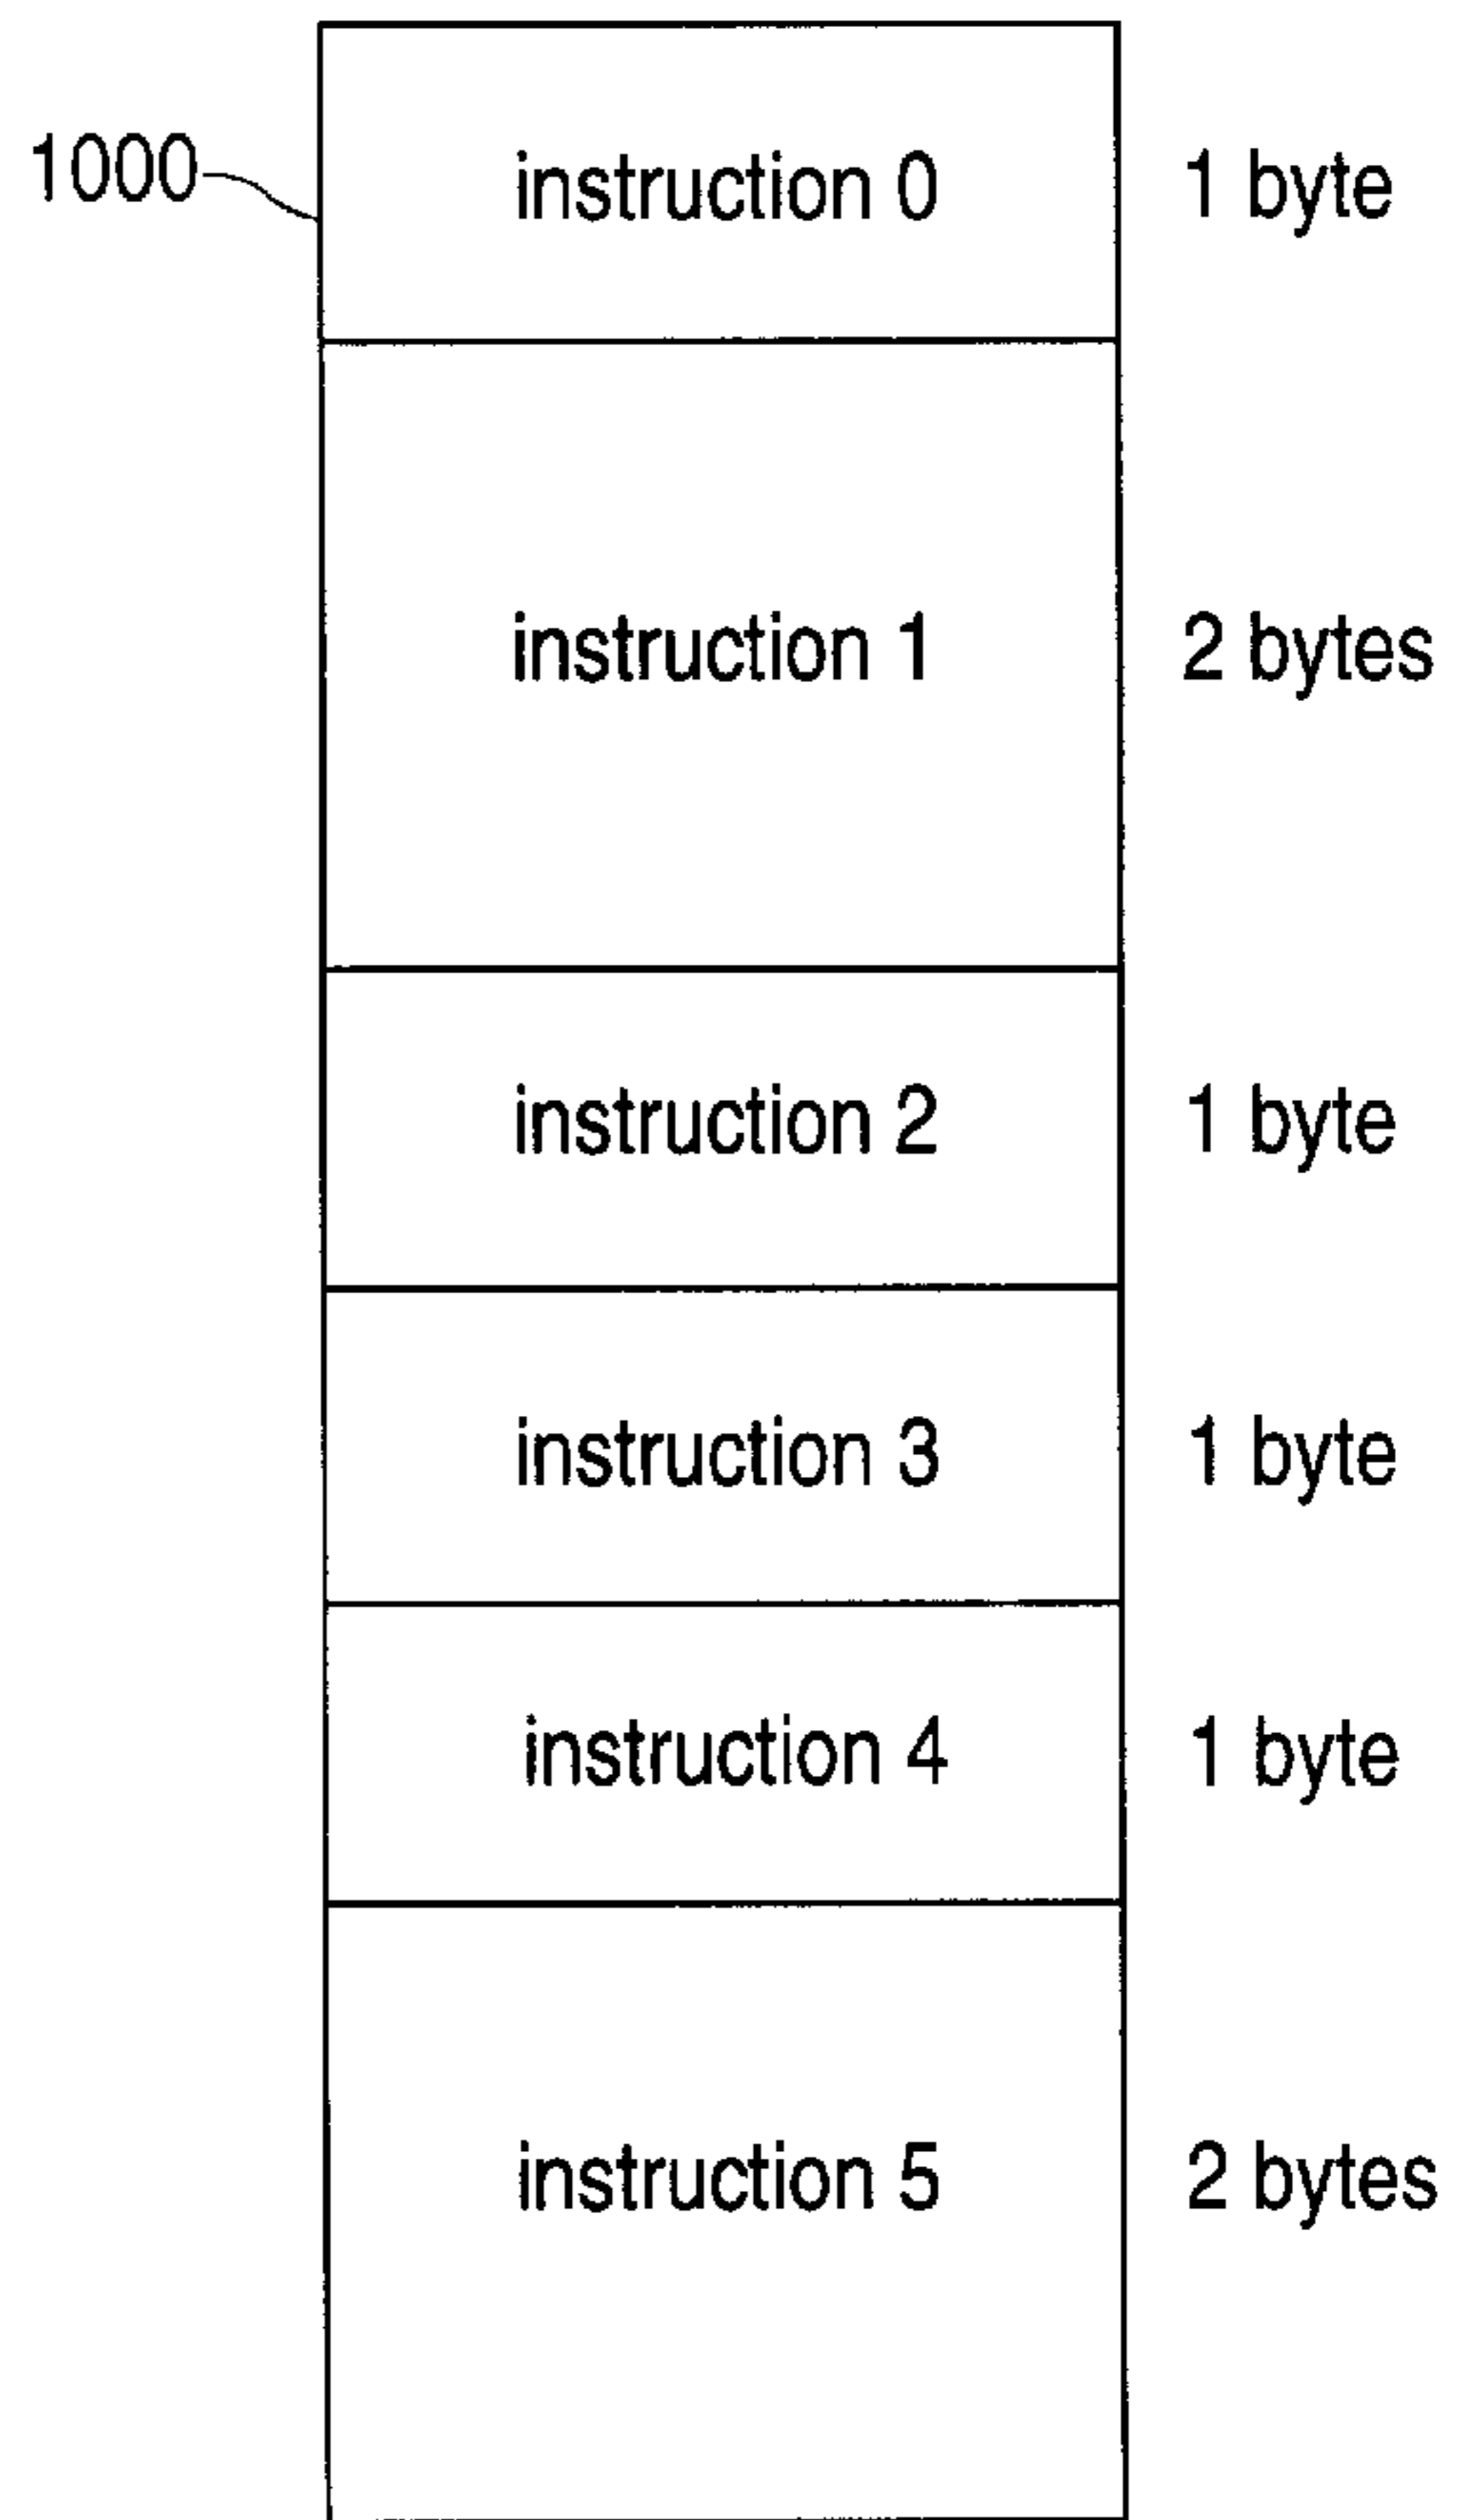 1000
instruction 0 1 byte
instruction 1 2 bytes
instruction 2 1 byte
instruction 3 1 byte
instruction 4 1 byte
instruction 5 2 bytes